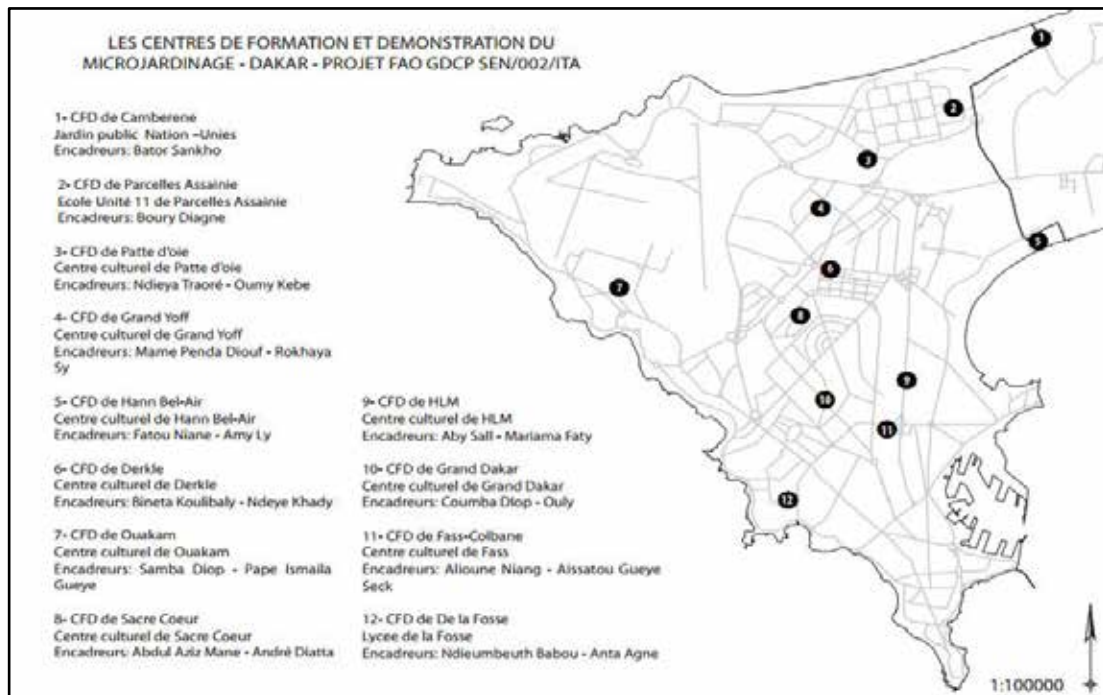 LES CENTRES DE FORMATION ET DEMONSTRATION DU
MICROJARDINAGE - DAKAR - PROJET FAO GDCP SEN/002/ITA
1- CFD de Camberene
Jardin public Nation -Unies
Encadreurs: Bator Sankho
2- CFD de Parcelles Assainie
Ecole Unité 11 de Parcelles Assainie
Encadreurs: Boury Diagne
3- CFD de Patte d'oie
Centre culturel de Patte d'oie
Encadreurs: Ndieya Traoré - Oumy Kebe
4- CFD de Grand Yoff
Centre culturel de Grand Yoff
Encadreurs: Mame Penda Diouf - Rokhaya
Sy
5- CFD de Hann Bel-Air
Centre culturel de Hann Bel-Air
Encadreurs: Fatou Niane - Amy Ly
6- CFD de Derkle
Centre culturel de Derkle
Encadreurs: Bineta Koulibaly - Ndeye Khady
7- CFD de Ouakam
Centre culturel de Ouakam
Encadreurs: Samba Diop - Pape Ismaila
Gueye
8- CFD de Sacre Coeur
Centre culturel de Sacre Coeur
Encadreurs: Abdul Aziz Mane - André Diatta
9- CFD de HLM
Centre culturel de HLM
Encadreurs: Aby Sall - Mariama Faty
10- CFD de Grand Dakar
Centre culturel de Grand Dakar
Encadreurs: Coumba Diop - Ouly
11- CFD de Fass-Colbane
Centre culturel de Fass
Encadreurs: Alioune Niang - Aissatou Gueye
Seck
12- CFD de De la Fosse
Lycee de la Fosse
Encadreurs: Ndieumbeuth Babou - Anta Agne
1
2
3
4
5
6
7
8
9
10
11
12
1:100000